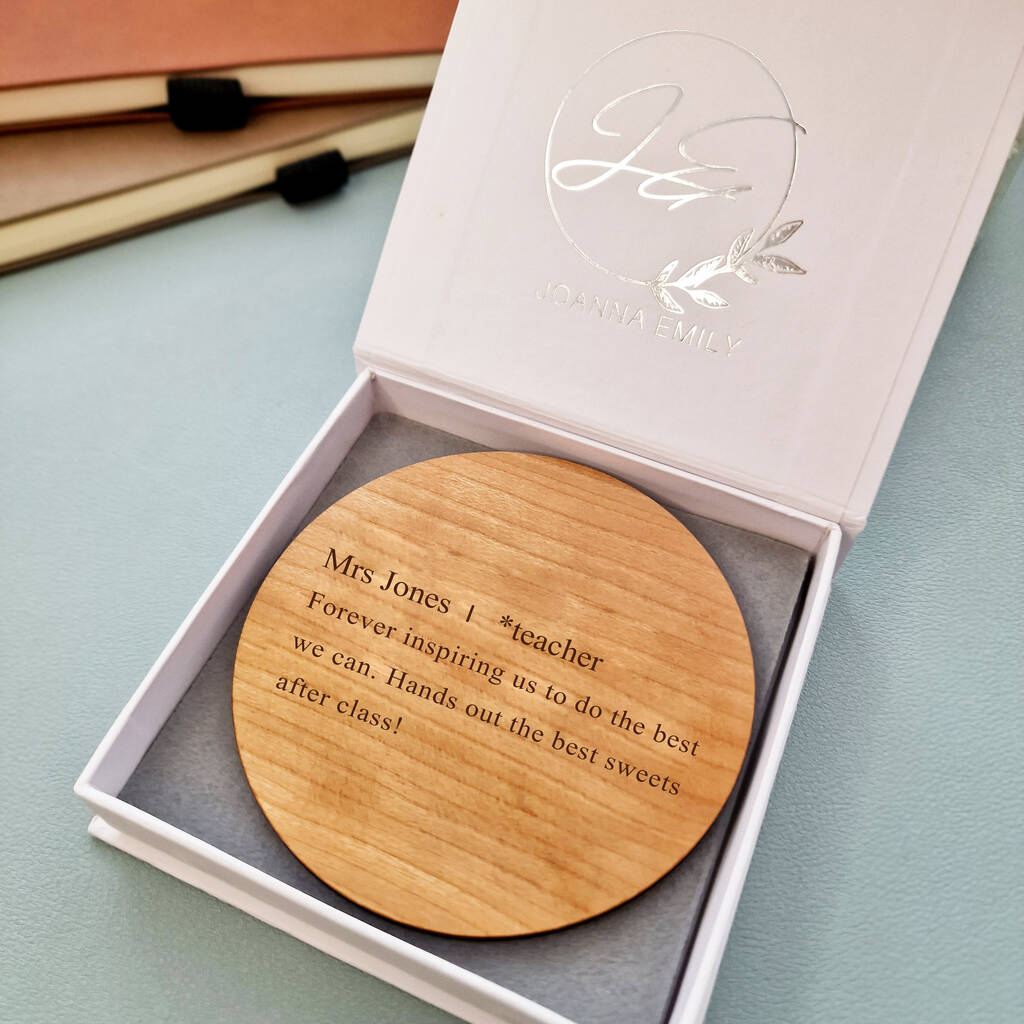 JE
JOANNA EMILY
Mrs Jones | *teacher
Forever inspiring us to do the best
we can. Hands out the best sweets
after class!